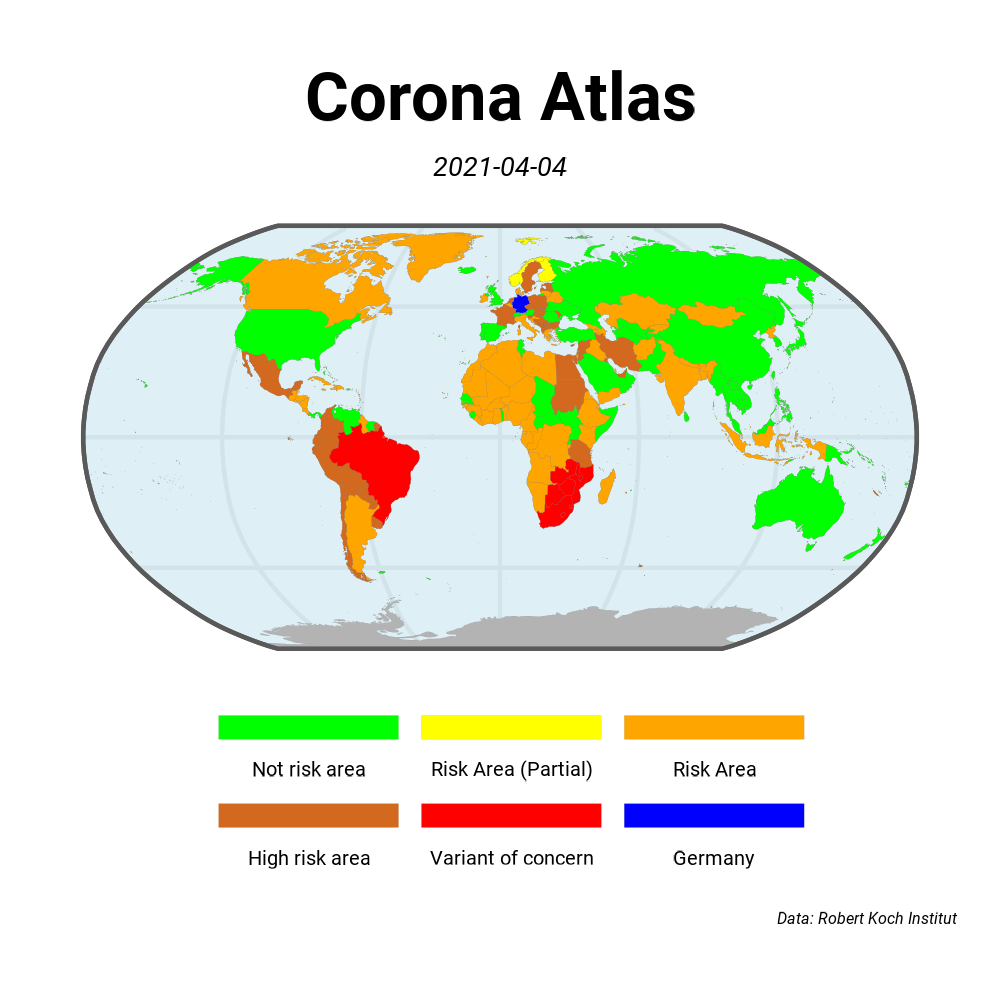 Corona Atlas
2021-04-04
Not risk area
Risk Area (Partial)
Risk Area
High risk area
Variant of concern
Germany
Data: Robert Koch Institut